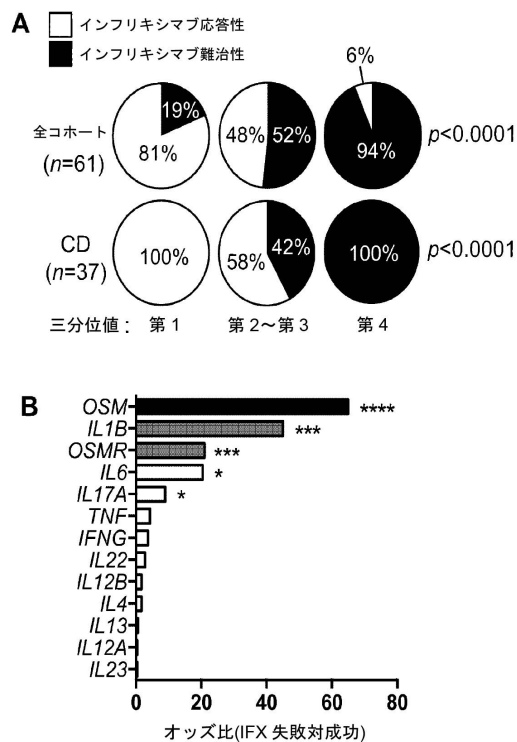 A
インフリキシマブ応答性
インフリキシマブ難治性
全コホート
(n=61)
19%
81%
48%
52%
6%
94%
p<0.0001
CD
(n=37)
100%
58%
42%
100%
p<0.0001
三分位値： 第1 第2～第3 第4
B
OSM ****
IL1B ***
OSMR ***
IL6 *
IL17A *
TNF
IFNG
IL22
IL12B
IL4
IL13
IL12A
IL23
0 20 40 60 80
オッズ比(IFX 失敗対成功)